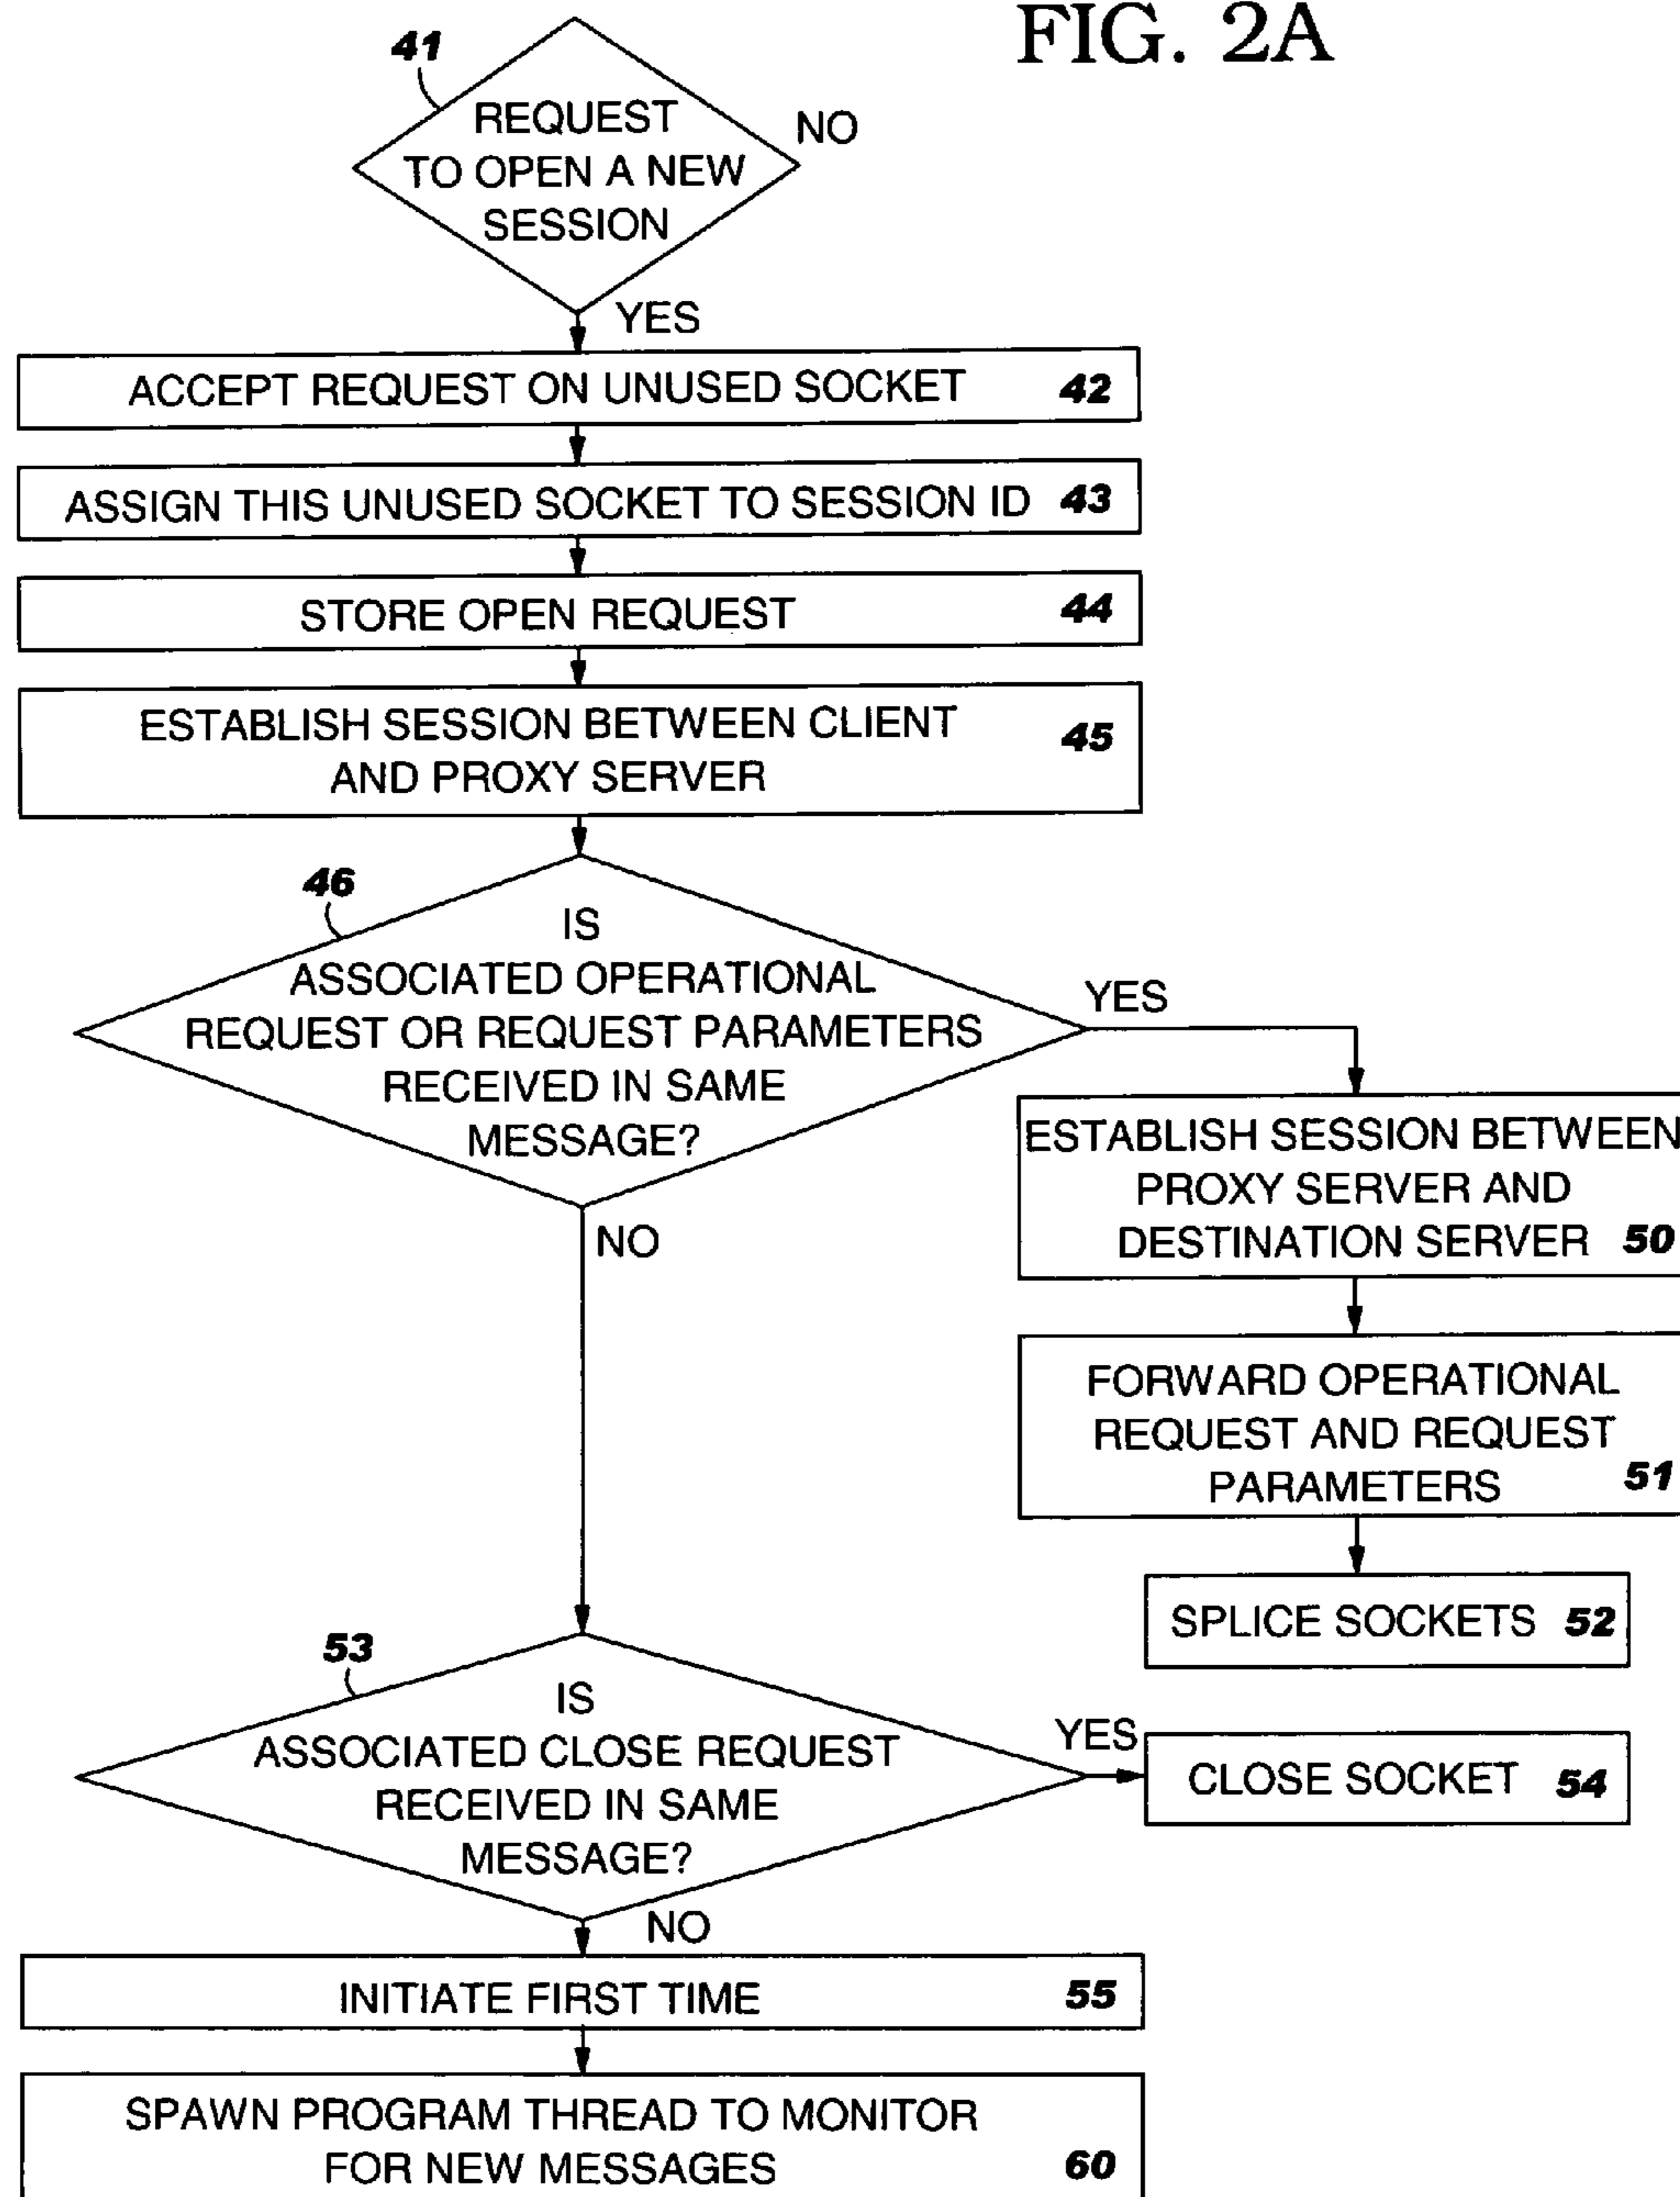 FIG. 2A
41
REQUEST
TO OPEN A NEW
SESSION
NO
YES
ACCEPT REQUEST ON UNUSED SOCKET 42
ASSIGN THIS UNUSED SOCKET TO SESSION ID 43
STORE OPEN REQUEST 44
ESTABLISH SESSION BETWEEN CLIENT
AND PROXY SERVER
45
46
IS
ASSOCIATED OPERATIONAL
REQUEST OR REQUEST PARAMETERS
RECEIVED IN SAME
MESSAGE?
YES
NO
ESTABLISH SESSION BETWEEN
PROXY SERVER AND
DESTINATION SERVER 50
FORWARD OPERATIONAL
REQUEST AND REQUEST
PARAMETERS 51
SPLICE SOCKETS 52
53
IS
ASSOCIATED CLOSE REQUEST
RECEIVED IN SAME
MESSAGE?
YES
CLOSE SOCKET 54
NO
INITIATE FIRST TIME 55
SPAWN PROGRAM THREAD TO MONITOR
FOR NEW MESSAGES 60